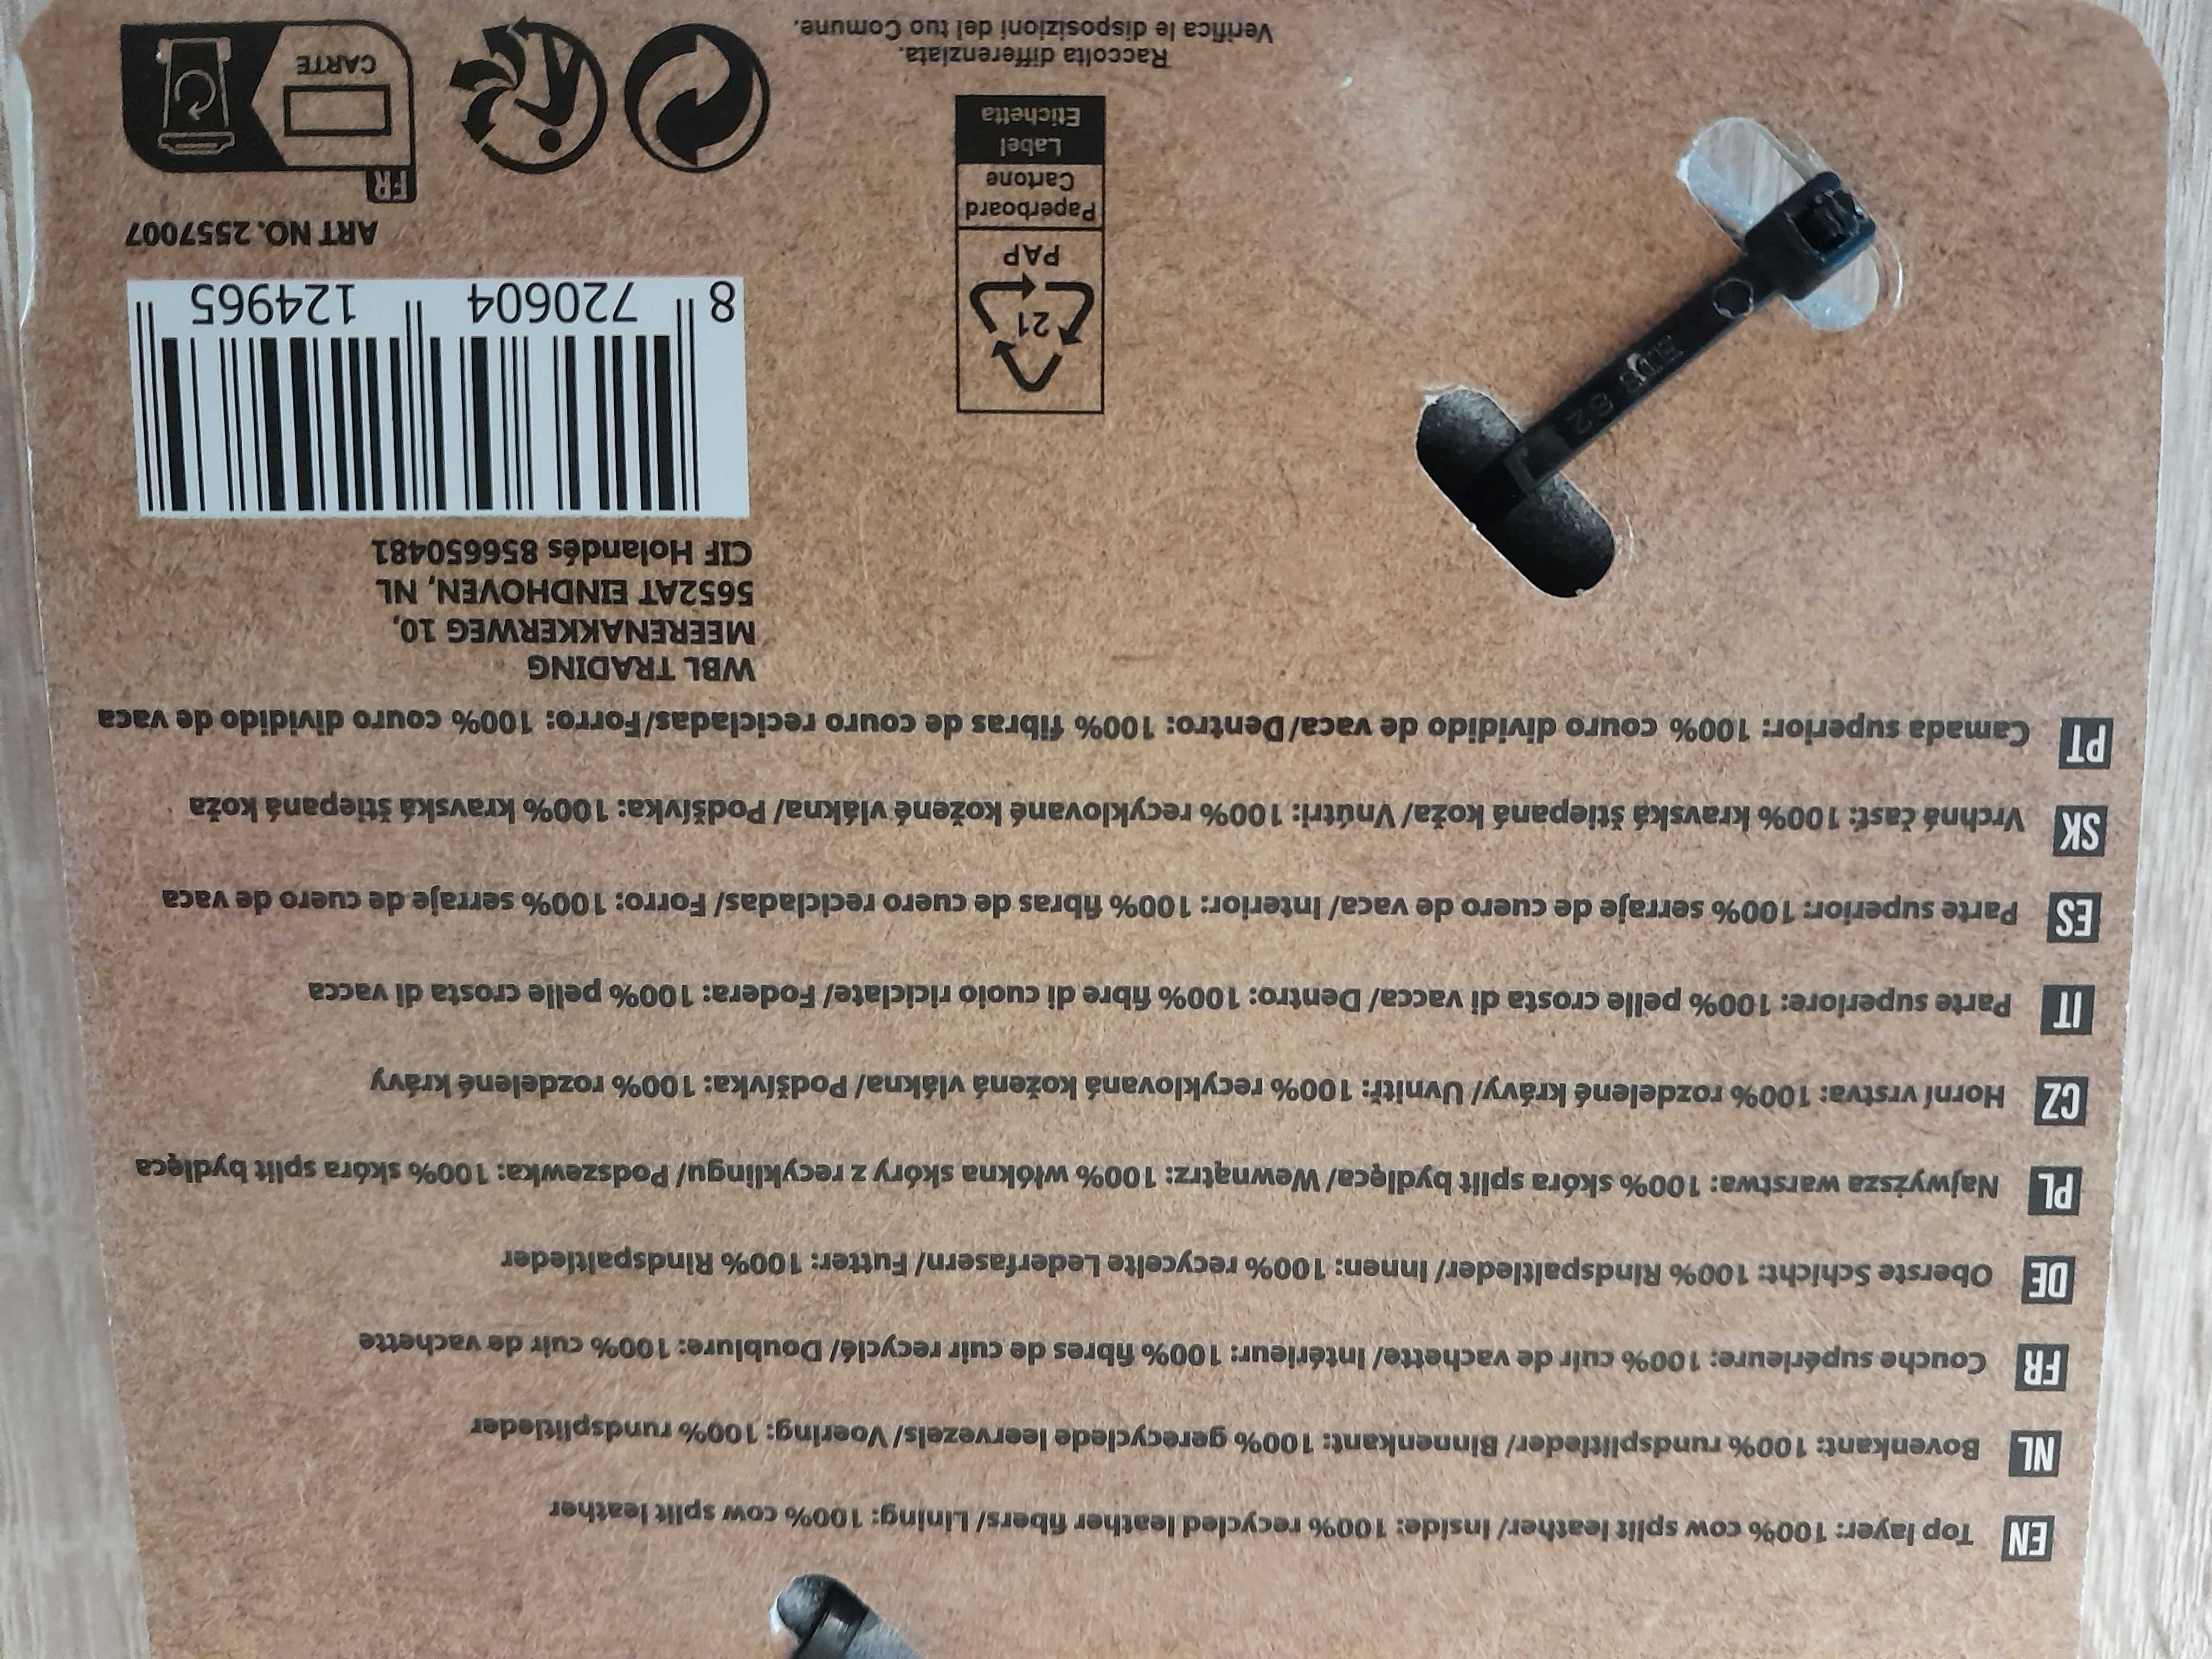 EN Top layer: 100% cow split leather/ Inside: 100% recycled leather fibers/ Lining: 100% cow split leather
NL Bovenkant: 100% rundsplitleder/ Binnenkant: 100% gerecyclede leervezels/ Voering: 100% rundsplitleder
FR Couche supérieure: 100% cuir de vachette/ Intérieur: 100% fibres de cuir recyclé/ Doublure: 100% cuir de vachette
DE Oberste Schicht: 100% Rindspaltleder/ Innen: 100% recycelte Lederfasern/ Futter: 100% Rindspaltleder
PL Najwyższa warstwa: 100% skóra split bydlęca/ Wewnątrz: 100% włókna skóry z recyklingu/ Podszewka: 100% skóra split bydlęca
CZ Horní vrstva: 100% rozdelené krávy/ Uvnitř: 100% recyklovaná kožená vlákna/ Podšívka: 100% rozdelené krávy
IT Parte superiore: 100% pelle crosta di vacca/ Dentro: 100% fibre di cuoio riciclate/ Fodera: 100% pelle crosta di vacca
ES Parte superior: 100% serraje de cuero de vaca/ Interior: 100% fibras de cuero recicladas/ Forro: 100% serraje de cuero de vaca
SK Vrchná časť: 100% kravská štiepaná koža/ Vnútri: 100% recyklované kožené vlákna/ Podšívka: 100% kravská štiepaná koža
PT Camada superior: 100% couro dividido de vaca/Dentro: 100% fibras de couro recicladas/Forro: 100% couro dividido de vaca
WBL TRADING
MEERENAKKERWEG 10,
5652AT EINDHOVEN, NL
CIF Holandés 856650481
8 720604 124965
ART NO. 2557007
FR
CARTE
21
PAP
Paperboard
Cartone
Label
Etichetta
Raccolta differenziata.
Verifica le disposizioni del tuo Comune.